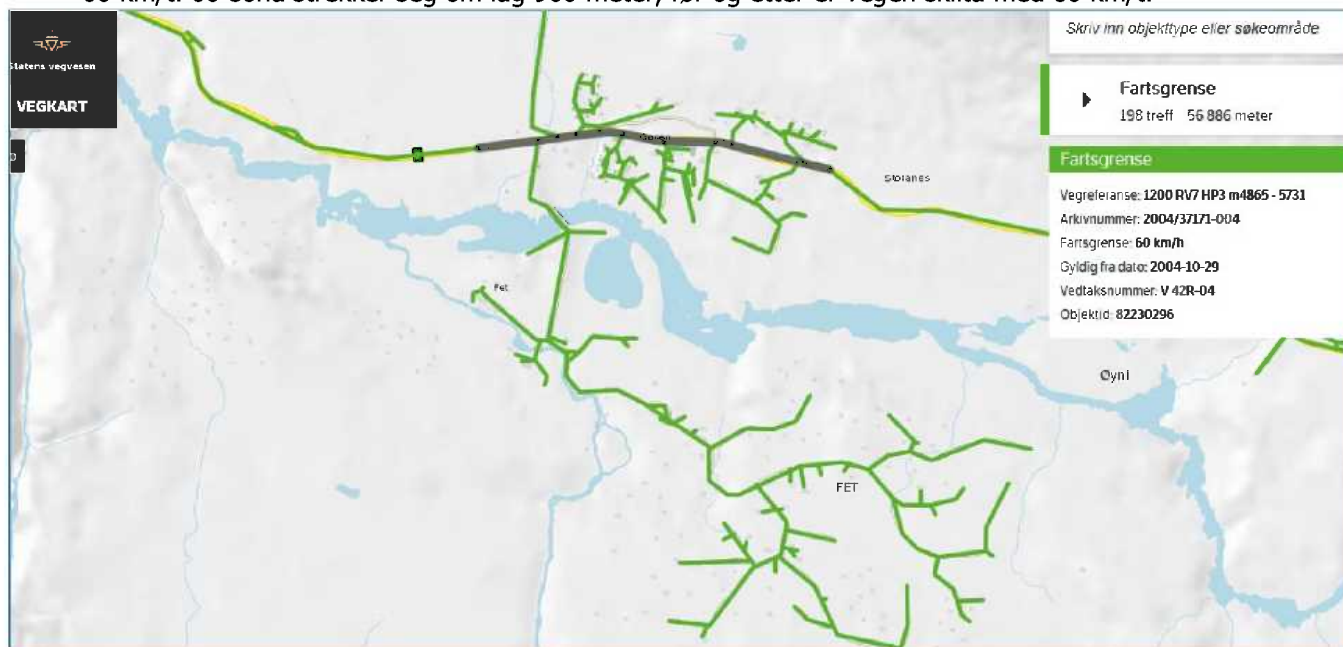 Skriv inn objekttype eller søkeområde
Statens vegvesen
VEGKART
Fartsgrense
198 treff 56 886 meter
Fartsgrense
Vegreferanse: 1200 RV7 HP3 m4865 - 5731
Arkivnummer: 2004/37171-004
Fartsgrense: 60 km/h
Gyldig fra dato: 2004-10-29
Vedtaksnummer: V 42R-04
Objektid: 82230296
Stoianes
Fet
Øyni
FET